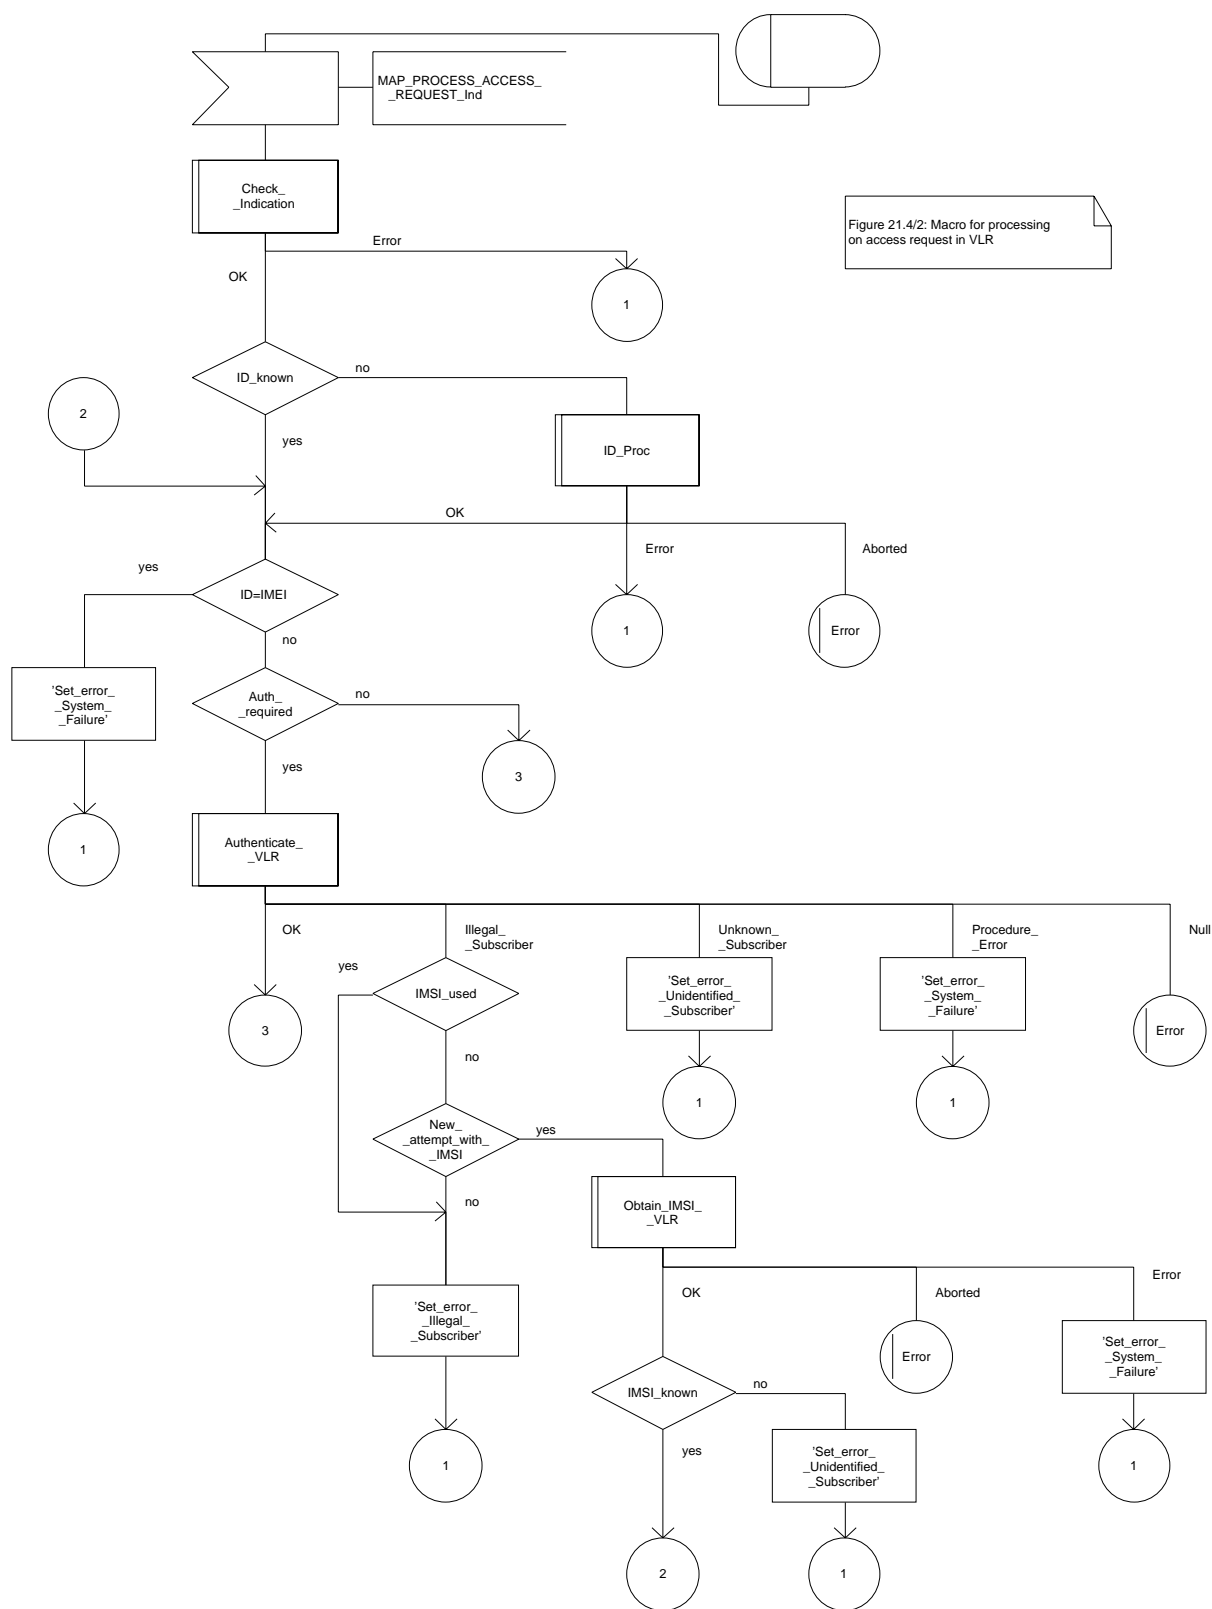 MAP_PROCESS_ACCESS_
_REQUEST_Ind
Check_
_Indication
Figure 21.4/2: Macro for processing
on access request in VLR
Error
OK
1
ID_known
no
2
yes
ID_Proc
OK
Error
Aborted
yes
ID=IMEI
1
Error
no
'Set_error_
_System_
_Failure'
Auth_
_required
no
3
yes
1
Authenticate_
_VLR
OK
Illegal_
_Subscriber
Unknown_
_Subscriber
Procedure_
_Error
Null
yes
IMSI_used
'Set_error_
_Unidentified_
_Subscriber'
'Set_error_
_System_
_Failure'
3
Error
no
1
1
New_
_attempt_with_
_IMSI
yes
no
Obtain_IMSI_
_VLR
OK
Aborted
Error
'Set_error_
_Illegal_
_Subscriber'
Error
'Set_error_
_System_
_Failure'
IMSI_known
no
yes
1
'Set_error_
_Unidentified_
_Subscriber'
1
2
1